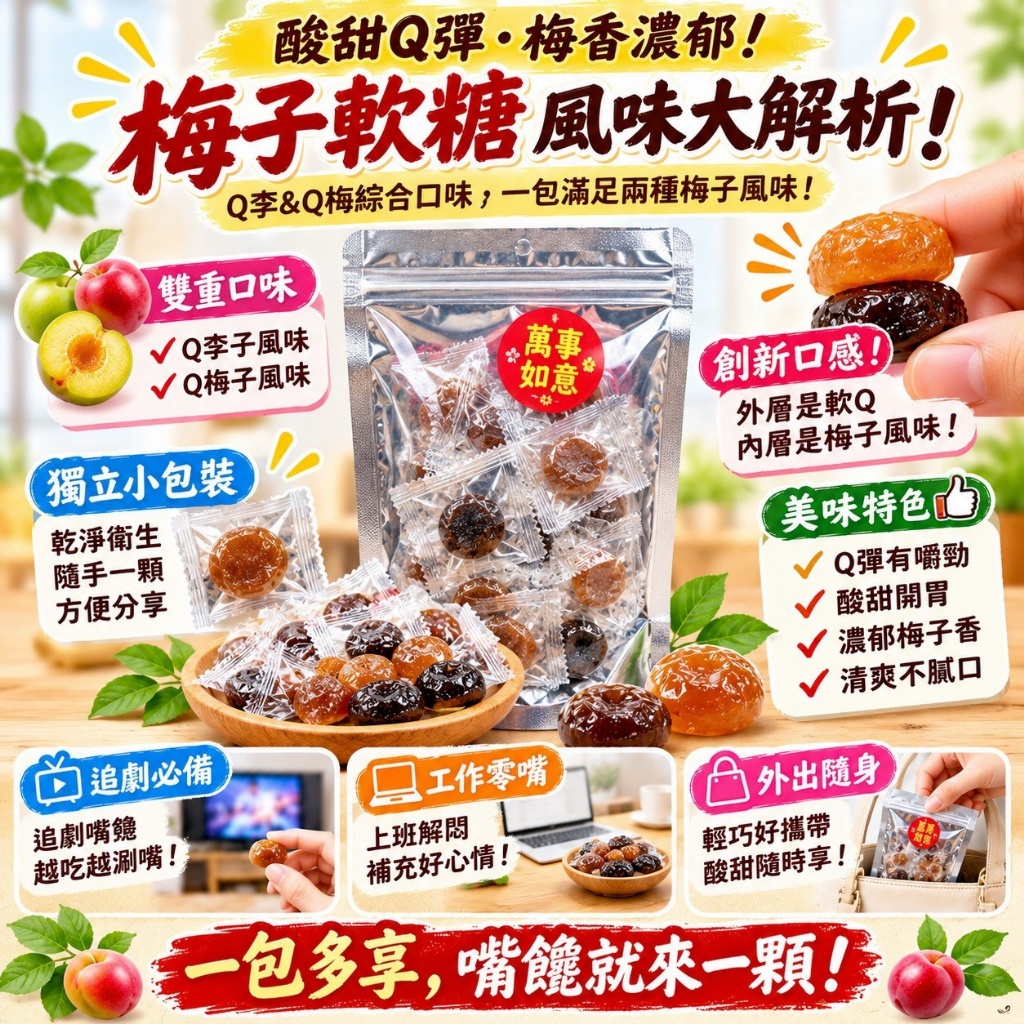 酸甜Q彈・梅香濃郁！
梅子軟糖 風味大解析！
Q李&Q梅綜合口味，一包滿足兩種梅子風味！
雙重口味
Q李子風味
Q梅子風味
萬事
如意
創新口感！
外層是軟Q
內層是梅子風味！
獨立小包裝
乾淨衛生
隨手一顆
方便分享
美味特色
Q彈有嚼勁
酸甜開胃
濃郁梅子香
清爽不膩口
追劇必備
追劇嘴饞
越吃越涮嘴！
工作零嘴
上班解悶
補充好心情！
外出隨身
輕巧好攜帶
酸甜隨時享！
一包多享，嘴饞就來一顆！